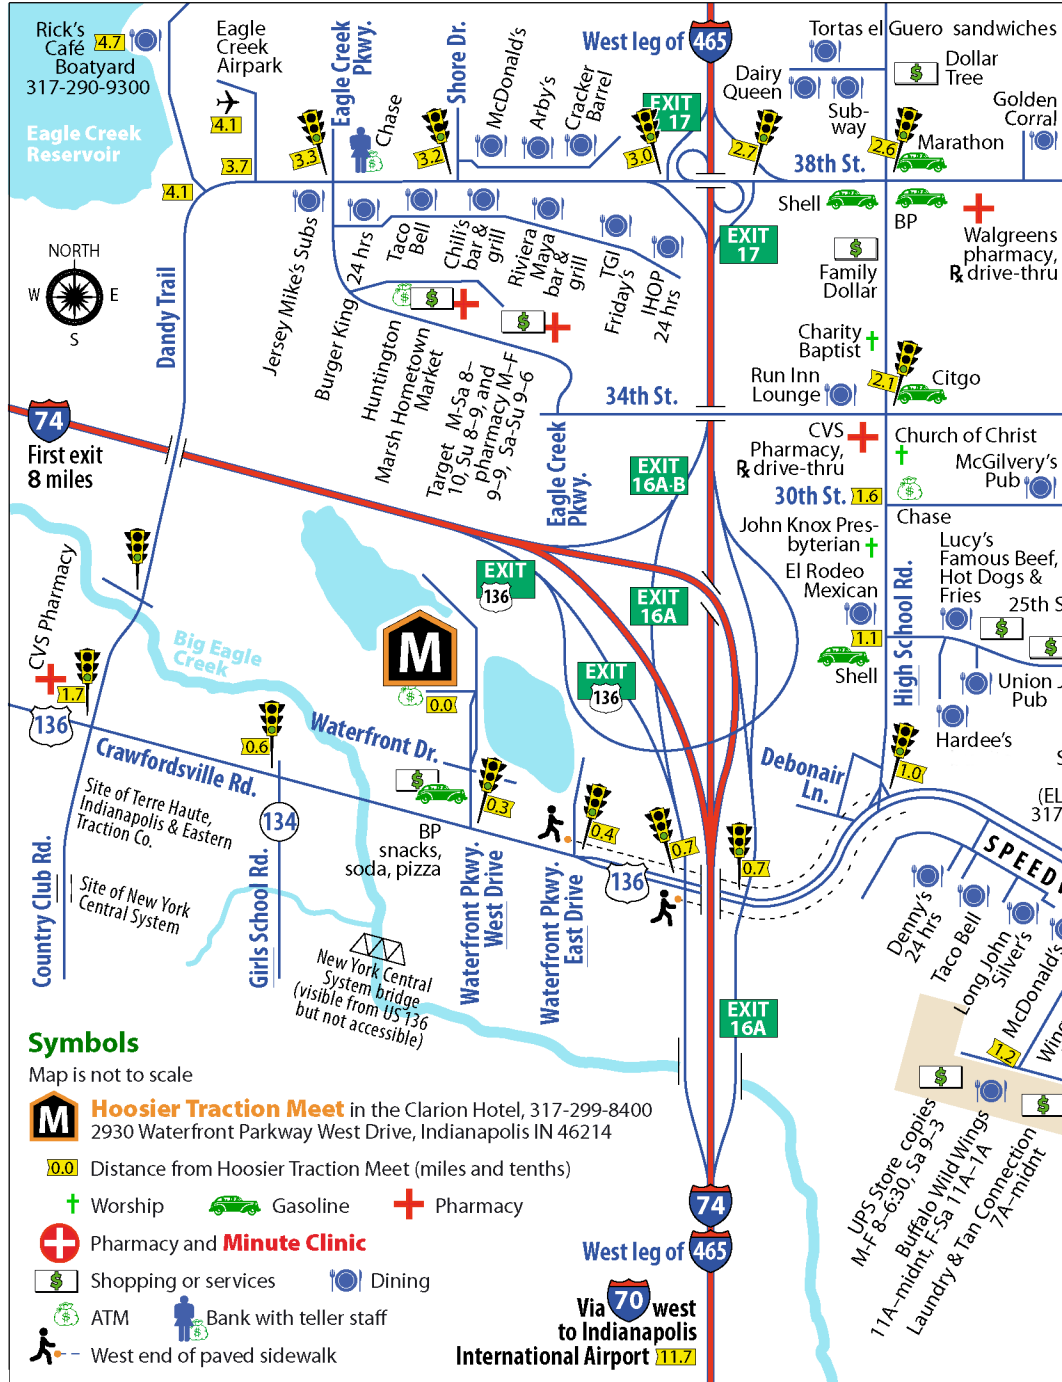 Rick's
Café 4.7
Boatyard
317-290-9300
Eagle Creek
Reservoir
Eagle
Creek
Airpark
4.1
3.7
4.1
Eagle Creek
Pkwy.
3.3
Chase
3.2
Shore Dr.
McDonald's
Arby's
Cracker
Barrel
West leg of 465
EXIT
17
3.0
Tortas el Guero sandwiches
Dairy
Queen
Sub-
way
Dollar
Tree
Golden
Corral
2.7
2.6
Marathon
38th St.
Shell
BP
EXIT
17
Walgreens
pharmacy,
℞ drive-thru
Family
Dollar
Jersey Mike's Subs
Burger King 24 hrs
Taco
Bell
Chili's
bar &
grill
Riviera
Maya
bar &
grill
TGI
Friday's
IHOP
24 hrs
NORTH
W E
S
Dandy Trail
Huntington
Marsh Hometown
Market
Target M-Sa 8-
10, Su 8–9, and
pharmacy M–F
9–9, Sa-Su 9–6
Charity
Baptist
Run Inn
Lounge
2.1
Citgo
34th St.
74
First exit
8 miles
Eagle Creek
Pkwy.
EXIT
16A-B
CVS
Pharmacy,
℞ drive-thru
Church of Christ
McGilvery's
Pub
30th St. 1.6
Chase
John Knox Pres-
byterian
El Rodeo
Mexican
1.1
Shell
High School Rd.
Lucy's
Famous Beef,
Hot Dogs &
Fries
25th S
Union J
Pub
Hardee's
EXIT
136
EXIT
16A
EXIT
136
CVS Pharmacy
1.7
136
Big Eagle
Creek
M
0.0
Waterfront Dr.
0.6
Crawfordsville Rd.
Site of Terre Haute,
Indianapolis & Eastern
Traction Co.
134
0.3
BP
snacks,
soda, pizza
0.4
0.7
0.7
136
Debonair
Ln.
1.0
S
(EL
317
SPEEDW
Country Club Rd.
Site of New York
Central System
Girls School Rd.
New York Central
System bridge
(visible from US 136
but not accessible)
Waterfront Pkwy.
West Drive
Waterfront Pkwy.
East Drive
EXIT
16A
Denny's
24 hrs
Taco Bell
Long John
Silver's
McDonald's
Wing
1.2
UPS Store copies
M-F 8–6:30, Sa 9–3
Buffalo Wild Wings
11A–midnt, F-Sa 11A–1A
Laundry & Tan Connection
7A–midnt
Symbols
Map is not to scale
M Hoosier Traction Meet in the Clarion Hotel, 317-299-8400
2930 Waterfront Parkway West Drive, Indianapolis IN 46214
0.0 Distance from Hoosier Traction Meet (miles and tenths)
Worship Gasoline Pharmacy
Pharmacy and Minute Clinic
Shopping or services Dining
ATM Bank with teller staff
West end of paved sidewalk
74
West leg of 465
Via 70 west
to Indianapolis
International Airport 11.7